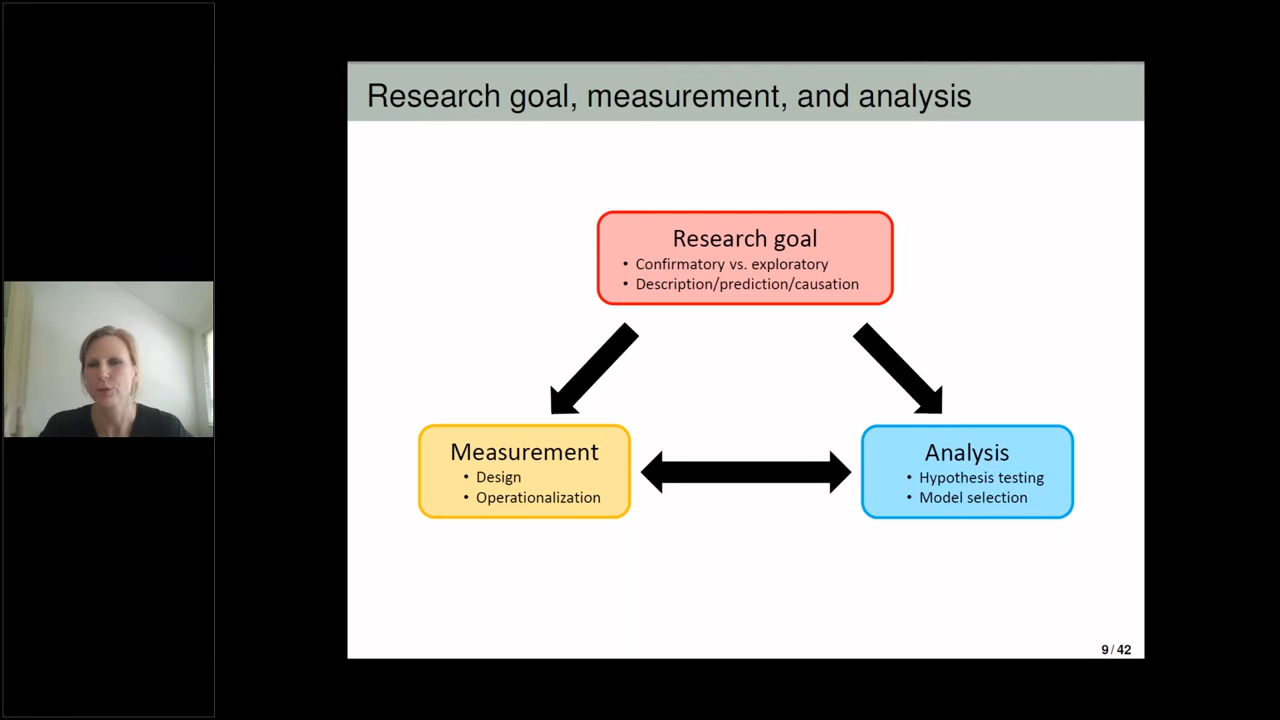 Research goal, measurement, and analysis
Research goal
• Confirmatory vs. exploratory
• Description/prediction/causation
Measurement
• Design
• Operationalization
Analysis
• Hypothesis testing
• Model selection
9 / 42